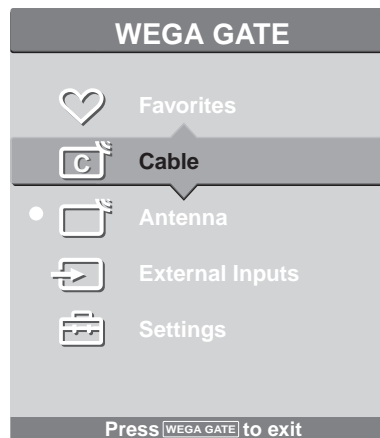 WEGA GATE
Favorites
C Cable
Antenna
External Inputs
Settings
Press WEGA GATE to exit